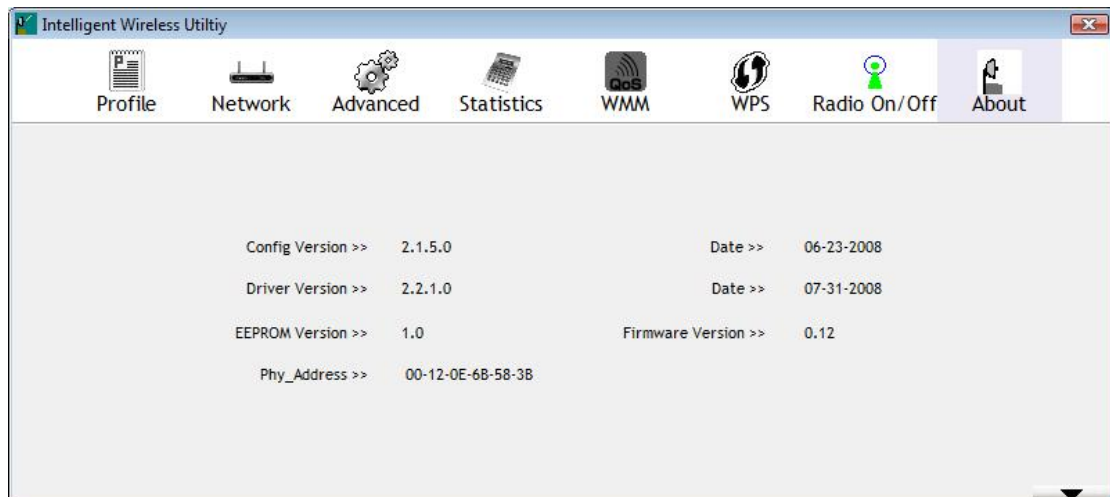 Intelligent Wireless Utiltiy
Profile Network Advanced Statistics QoS WMM WPS Radio On/Off About
Config Version >> 2.1.5.0 Date >> 06-23-2008
Driver Version >> 2.2.1.0 Date >> 07-31-2008
EEPROM Version >> 1.0 Firmware Version >> 0.12
Phy_Address >> 00-12-0E-6B-58-3B